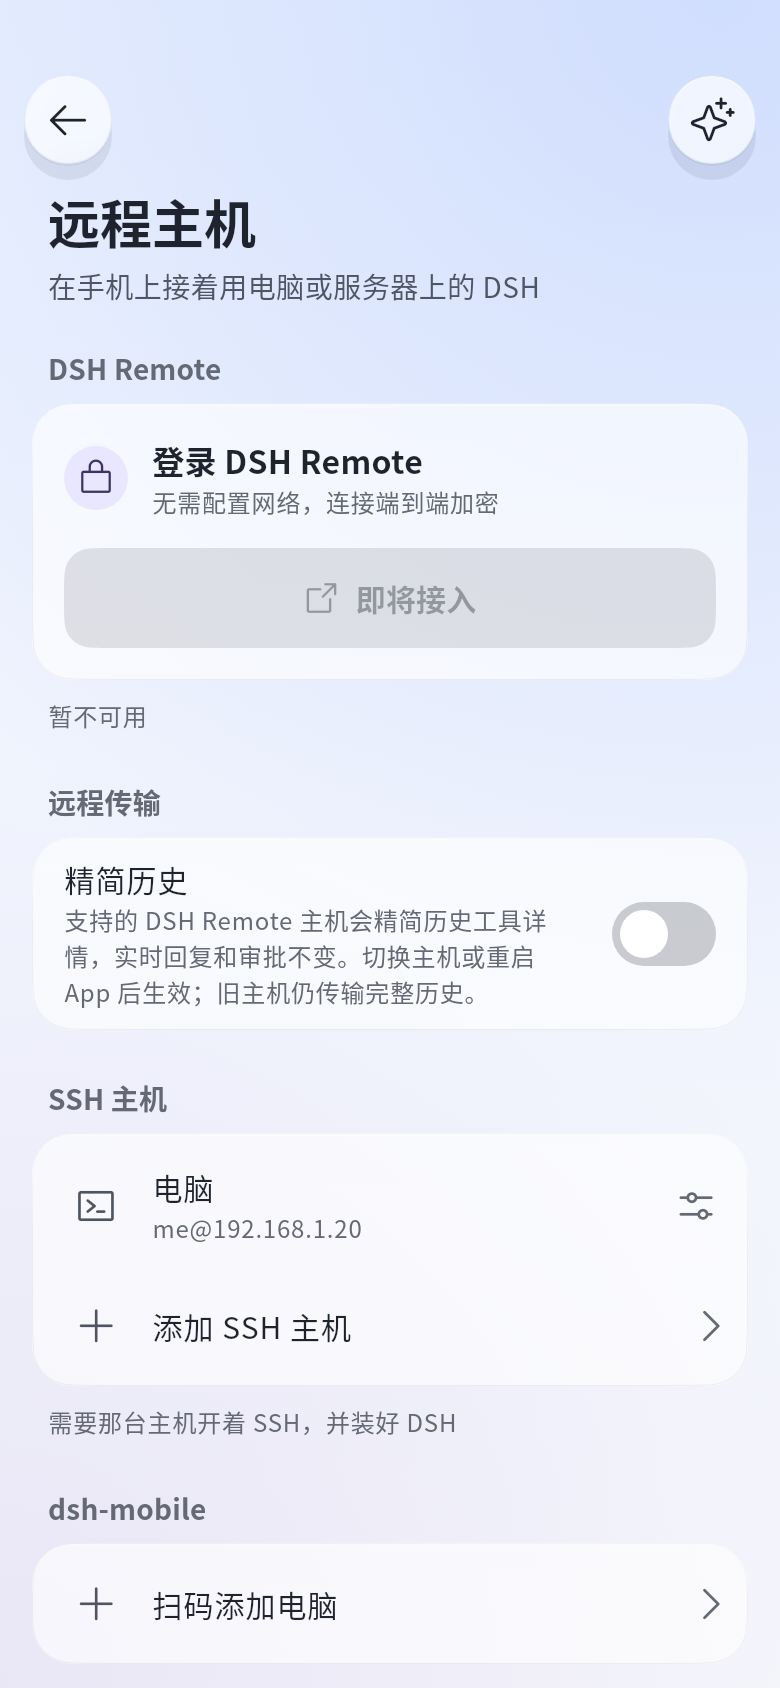 远程主机
在手机上接着用电脑或服务器上的 DSH
DSH Remote
登录 DSH Remote
无需配置网络，连接端到端加密
即将接入
暂不可用
远程传输
精简历史
支持的 DSH Remote 主机会精简历史工具详
情，实时回复和审批不变。切换主机或重启
App 后生效；旧主机仍传输完整历史。
SSH 主机
电脑
me@192.168.1.20
添加 SSH 主机
需要那台主机开着 SSH，并装好 DSH
dsh-mobile
扫码添加电脑